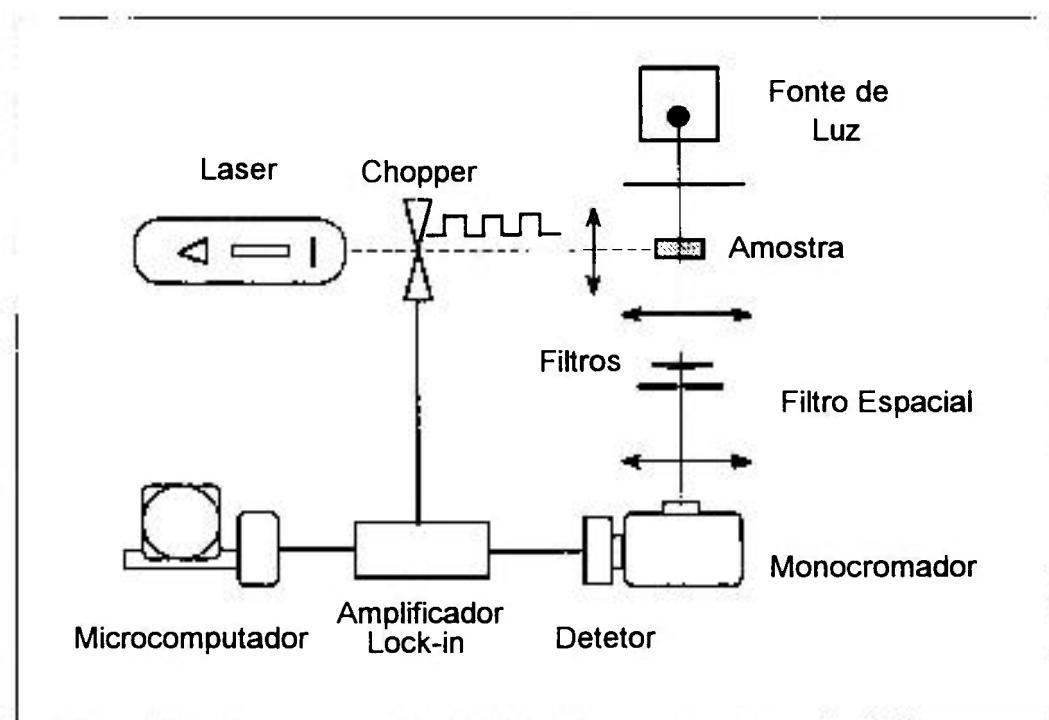 Fonte de
Luz
Laser
Chopper
Amostra
Filtros
Filtro Espacial
Monocromador
Amplificador
Lock-in
Microcomputador
Detetor